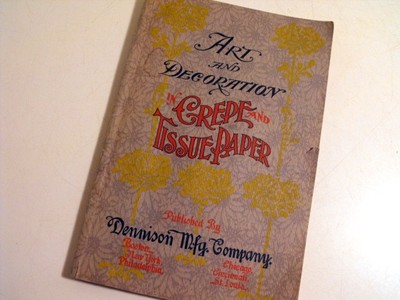 ART
AND
DECORATION
IN CREPE AND
TISSUE PAPER
Published By
Dennison Mfg. Company.
Boston,
New York,
Philadelphia.
Chicago,
Cincinnati,
St. Louis.